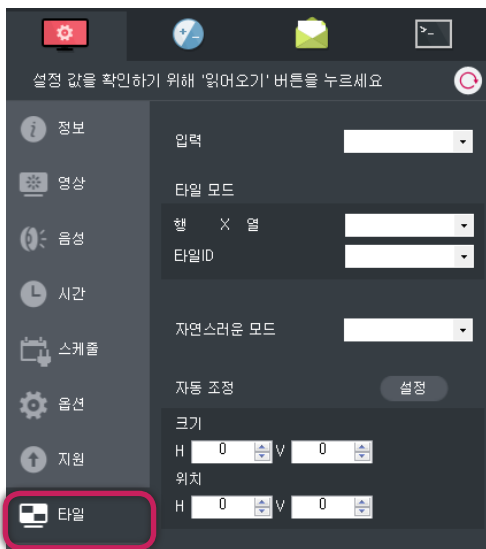 설정 값을 확인하기 위해 '읽어오기' 버튼을 누르세요
정보
영상
음성
시간
스케줄
옵션
지원
타일
입력
타일 모드
행 X 열
타일ID
자연스러운 모드
자동 조정 설정
크기
H 0 V 0
위치
H 0 V 0